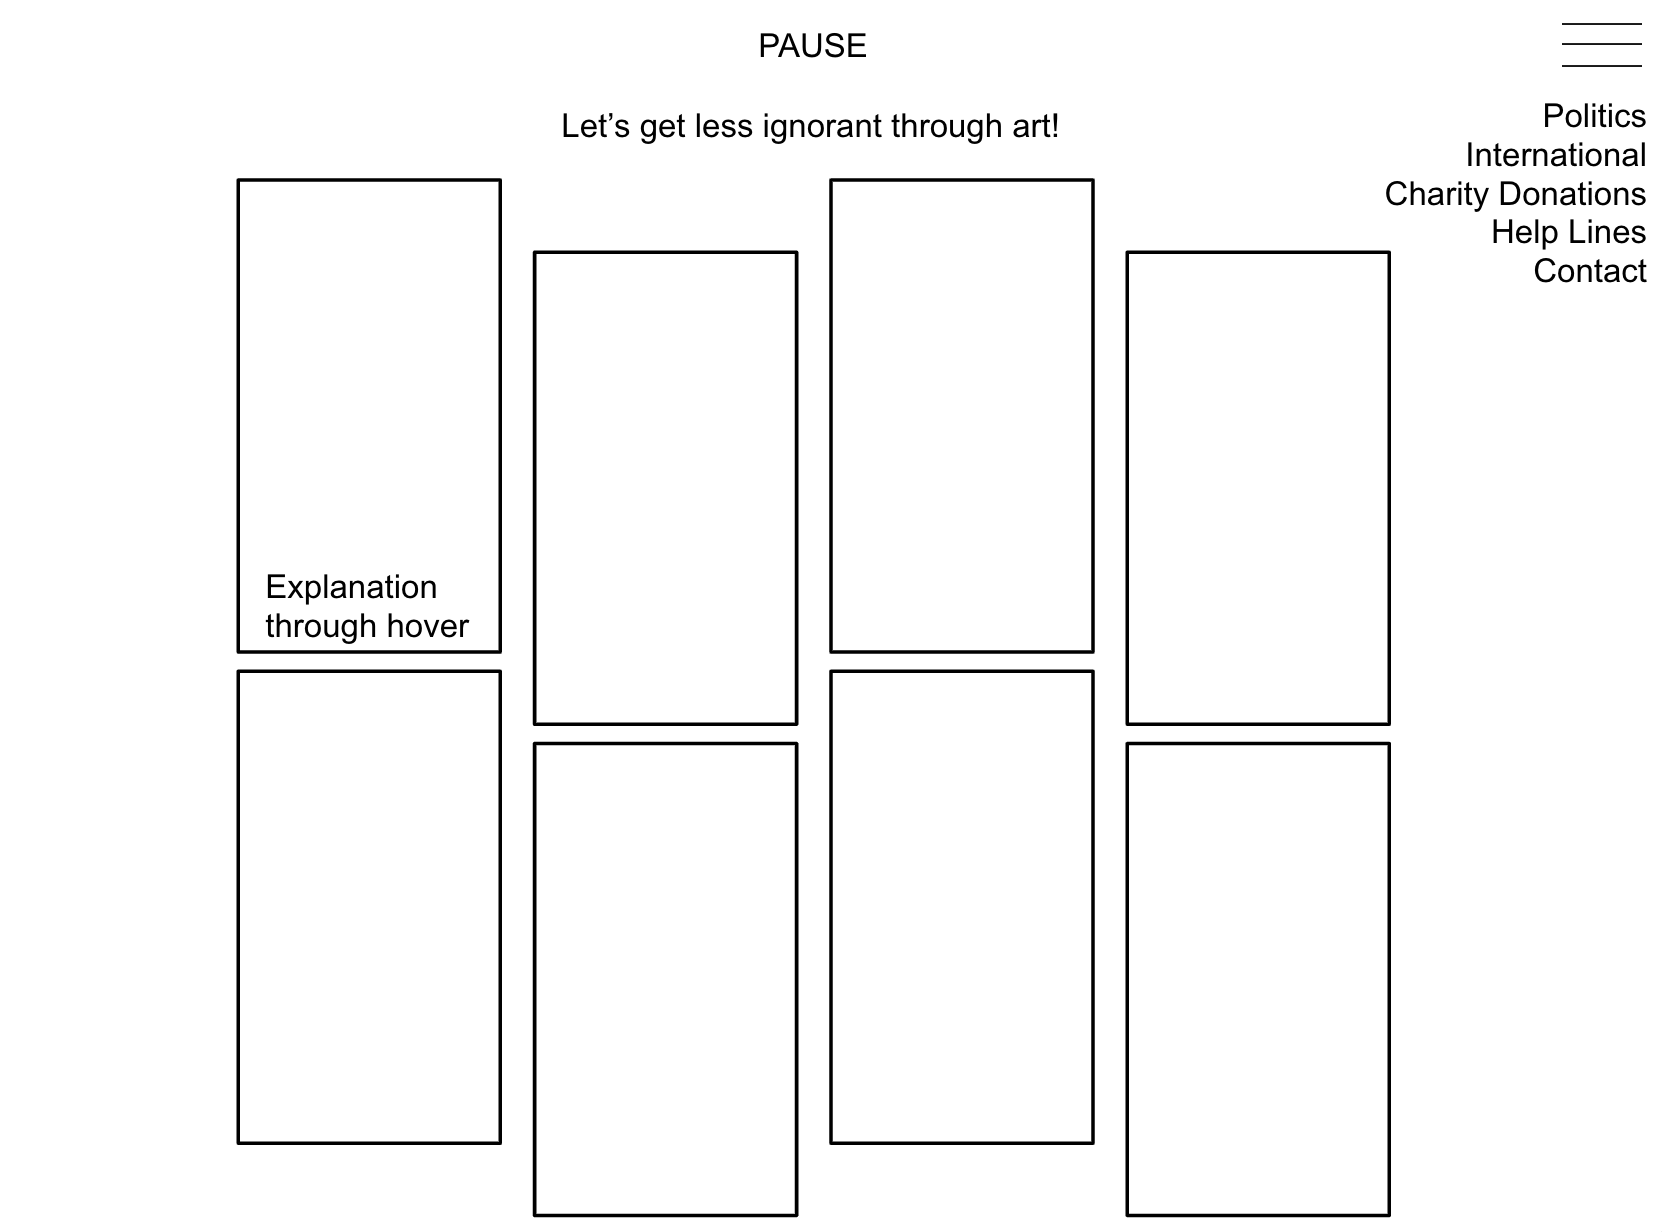 PAUSE
Let’s get less ignorant through art!
Politics
International
Charity Donations
Help Lines
Contact
Explanation
through hover